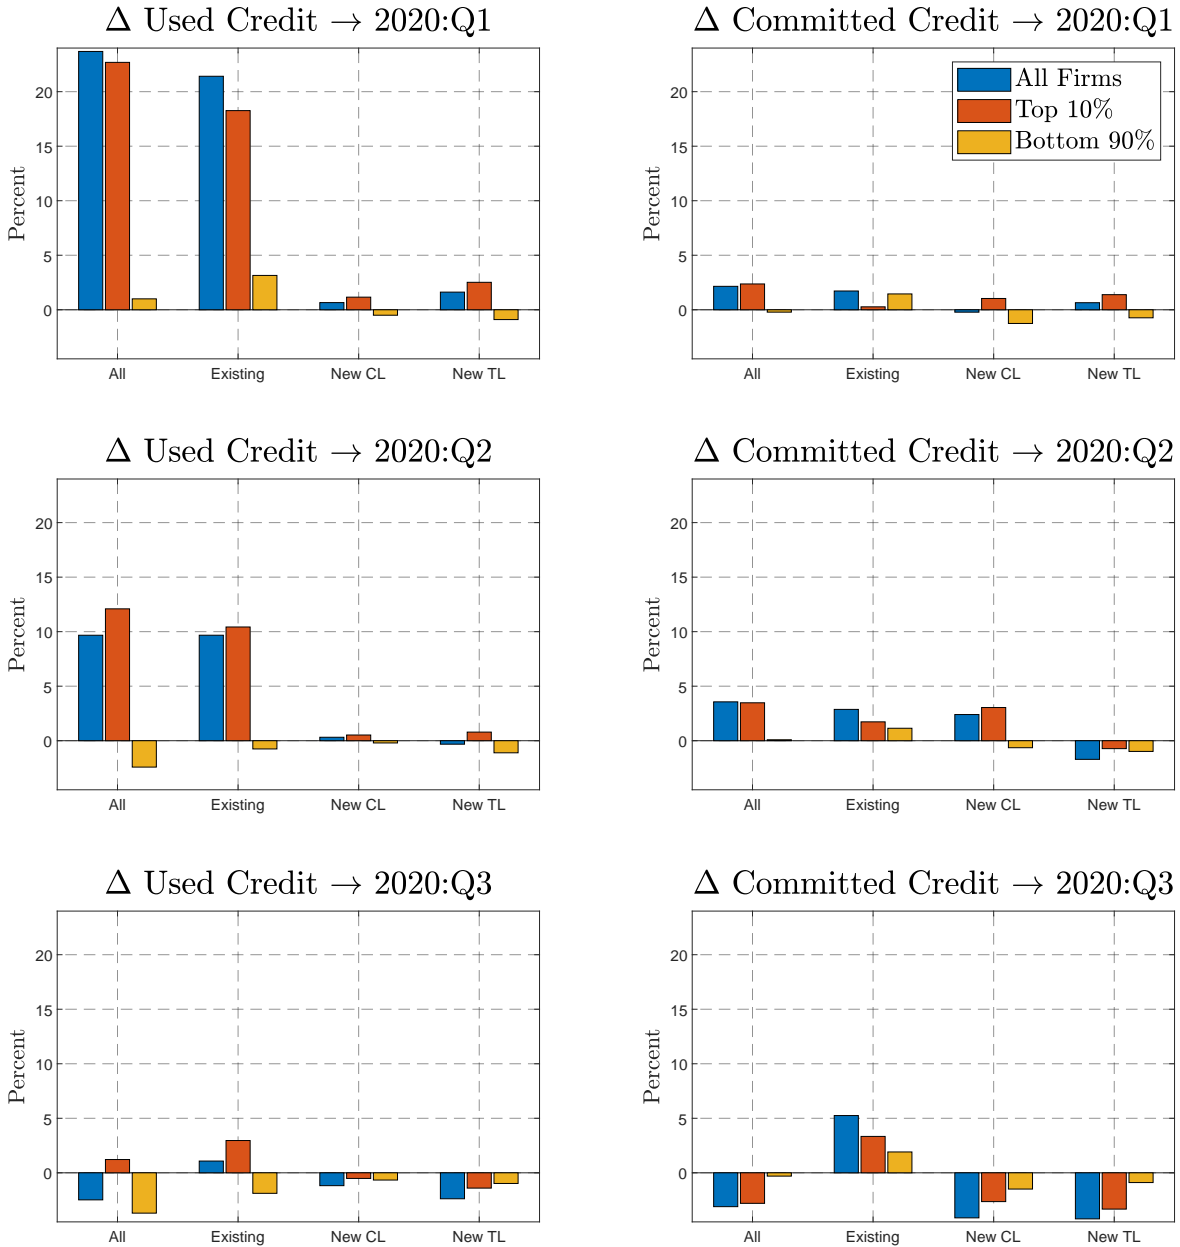 Δ Used Credit → 2020:Q1
Percent
20
15
10
5
0
All Existing New CL New TL
Δ Committed Credit → 2020:Q1
Percent
20
15
10
5
0
All Firms
Top 10%
Bottom 90%
All Existing New CL New TL
Δ Used Credit → 2020:Q2
Percent
20
15
10
5
0
All Existing New CL New TL
Δ Committed Credit → 2020:Q2
Percent
20
15
10
5
0
All Existing New CL New TL
Δ Used Credit → 2020:Q3
Percent
20
15
10
5
0
All Existing New CL New TL
Δ Committed Credit → 2020:Q3
Percent
20
15
10
5
0
All Existing New CL New TL